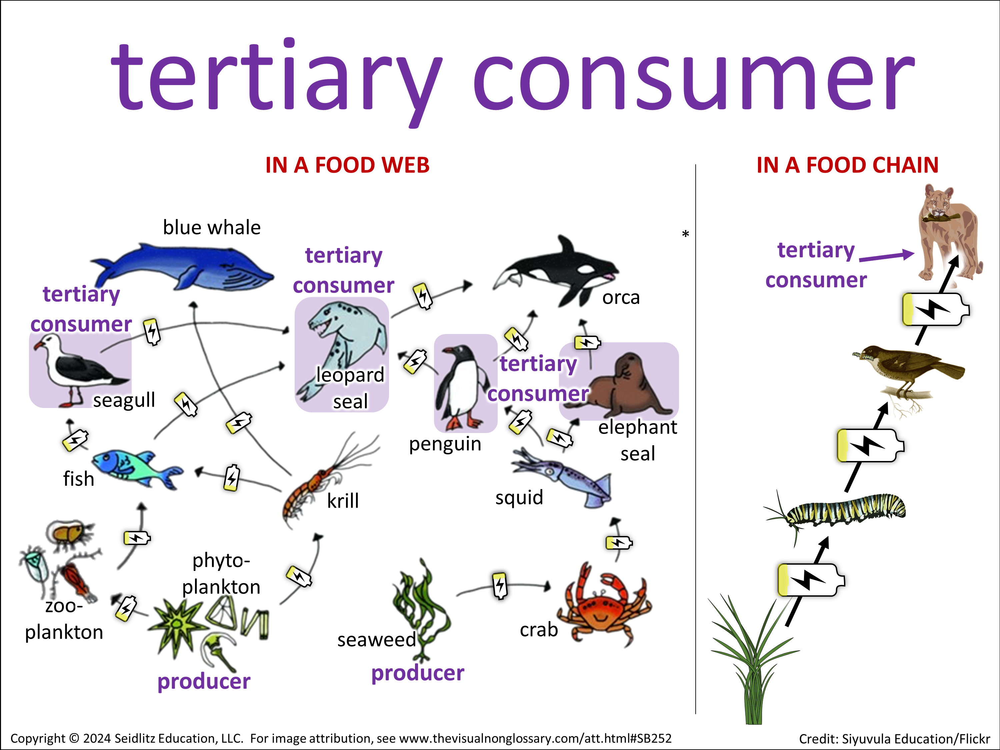 tertiary consumer
IN A FOOD WEB
IN A FOOD CHAIN
blue whale
*
tertiary
consumer
orca
tertiary
consumer
tertiary
consumer
leopard
seal
seagull
tertiary
consumer
penguin
elephant
seal
fish
krill
squid
zoo-
plankton
phyto-
plankton
seaweed
crab
producer
producer
tertiary
consumer
Copyright © 2024 Seidlitz Education, LLC.  For image attribution, see www.thevisualnonglossary.com/att.html#SB252
Credit: Siyuvula Education/Flickr